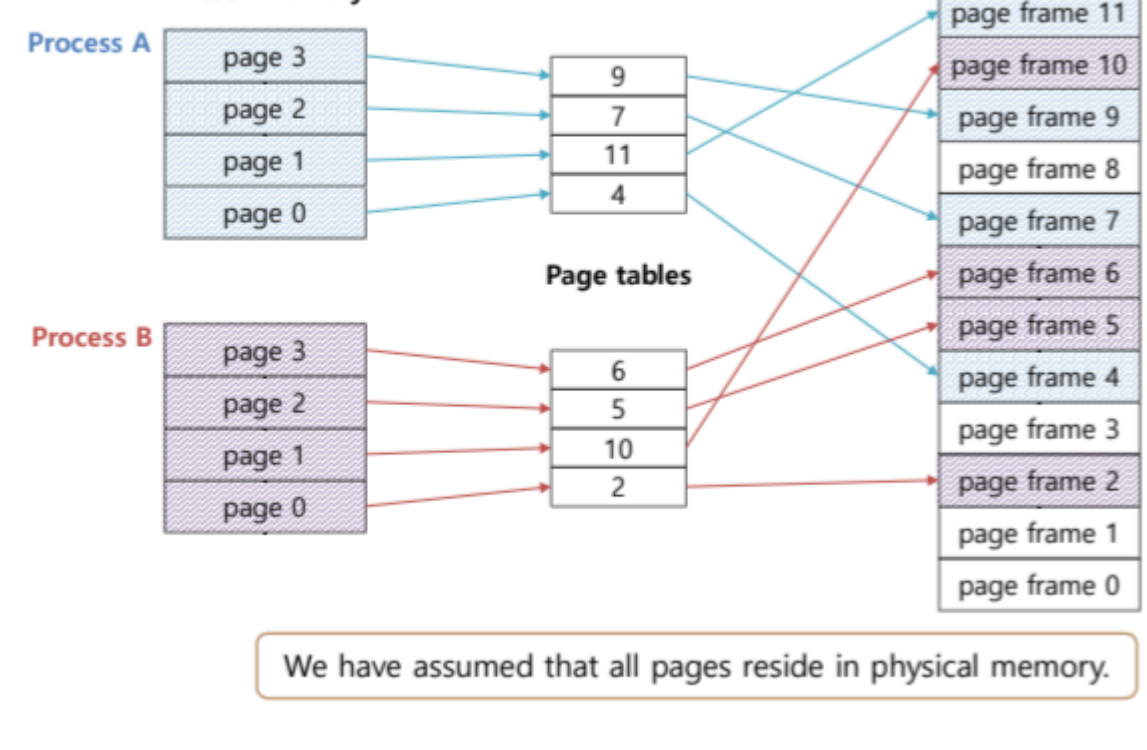 Process A
page 3
page 2
page 1
page 0
9
7
11
4
Page tables
Process B
page 3
page 2
page 1
page 0
6
5
10
2
page frame 11
page frame 10
page frame 9
page frame 8
page frame 7
page frame 6
page frame 5
page frame 4
page frame 3
page frame 2
page frame 1
page frame 0
We have assumed that all pages reside in physical memory.